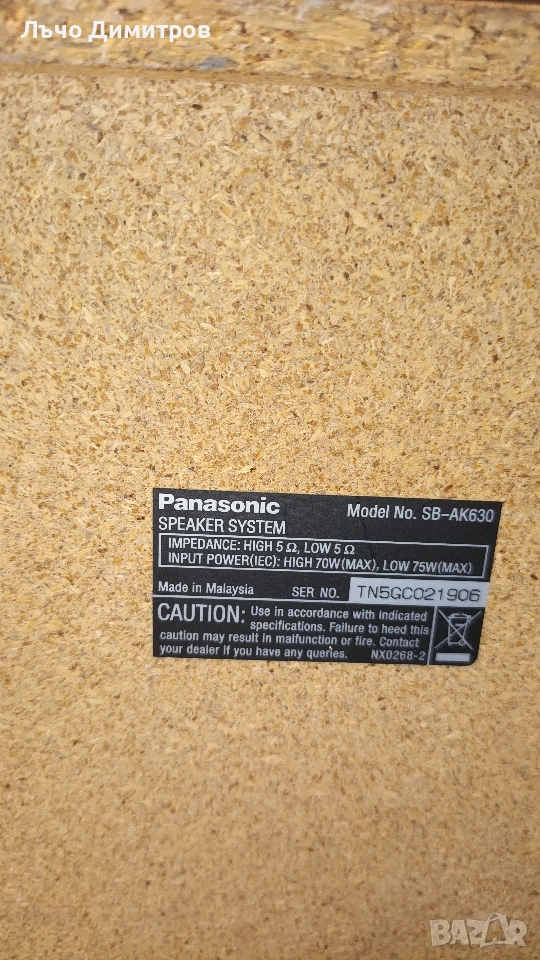 Лъчо Димитров
Panasonic Model No. SB-AK630
SPEAKER SYSTEM
IMPEDANCE: HIGH 5 Ω, LOW 5 Ω
INPUT POWER(IEC): HIGH 70W(MAX), LOW 75W(MAX)
Made in Malaysia SER NO. TN5GC021906
CAUTION: Use in accordance with indicated
specifications. Failure to heed this
caution may result in malfunction or fire. Contact
your dealer if you have any queries. NX0268-2
BAZAR